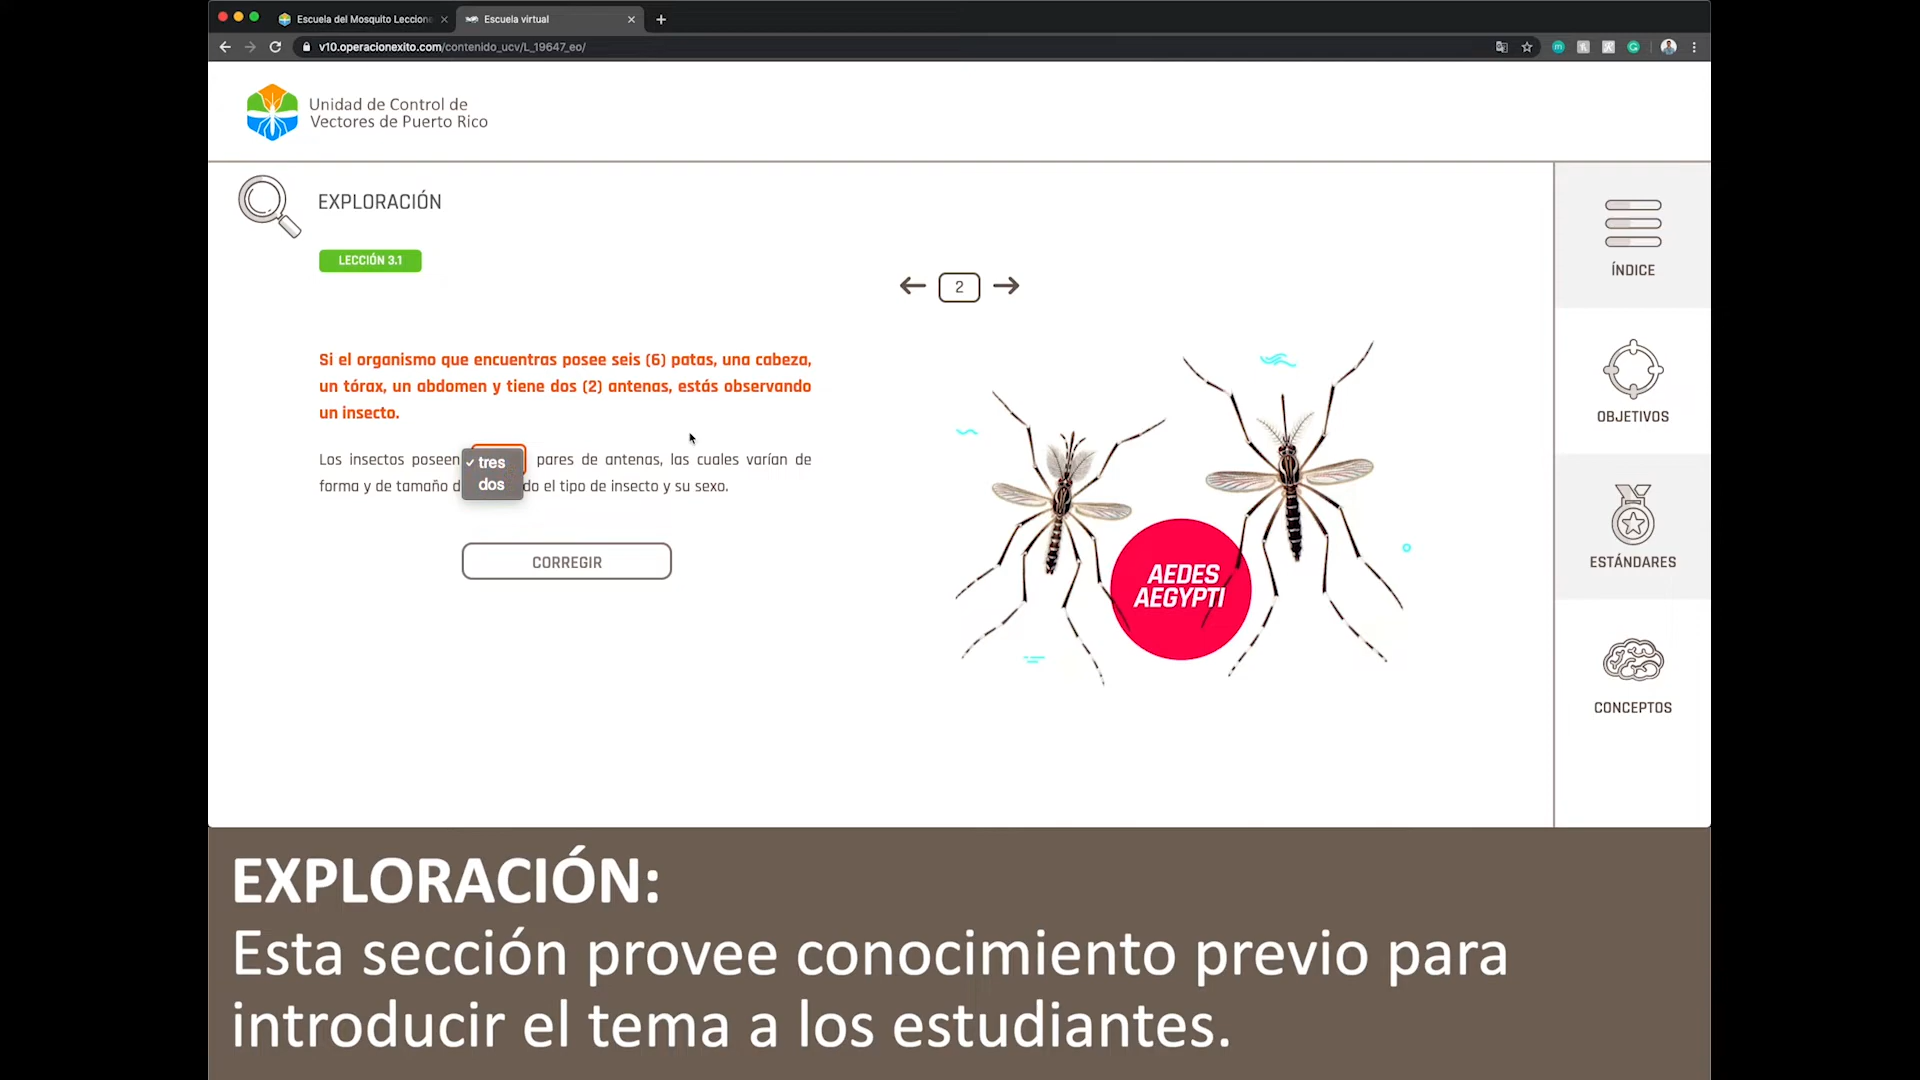 Escuela del Mosquito Leccion
Escuela virtual
v10.operacionexito.com/contenido_ucv/L_19647_eo/
Unidad de Control de
Vectores de Puerto Rico
EXPLORACIÓN
LECCIÓN 3.1
2
Si el organismo que encuentras posee seis (6) patas, una cabeza,
un tórax, un abdomen y tiene dos (2) antenas, estás observando
un insecto.
Los insectos poseen tres pares de antenas, las cuales varían de
dos
forma y de tamaño d do el tipo de insecto y su sexo.
CORREGIR
AEDES
AEGYPTI
ÍNDICE
OBJETIVOS
ESTÁNDARES
CONCEPTOS
EXPLORACIÓN:
Esta sección provee conocimiento previo para
introducir el tema a los estudiantes.